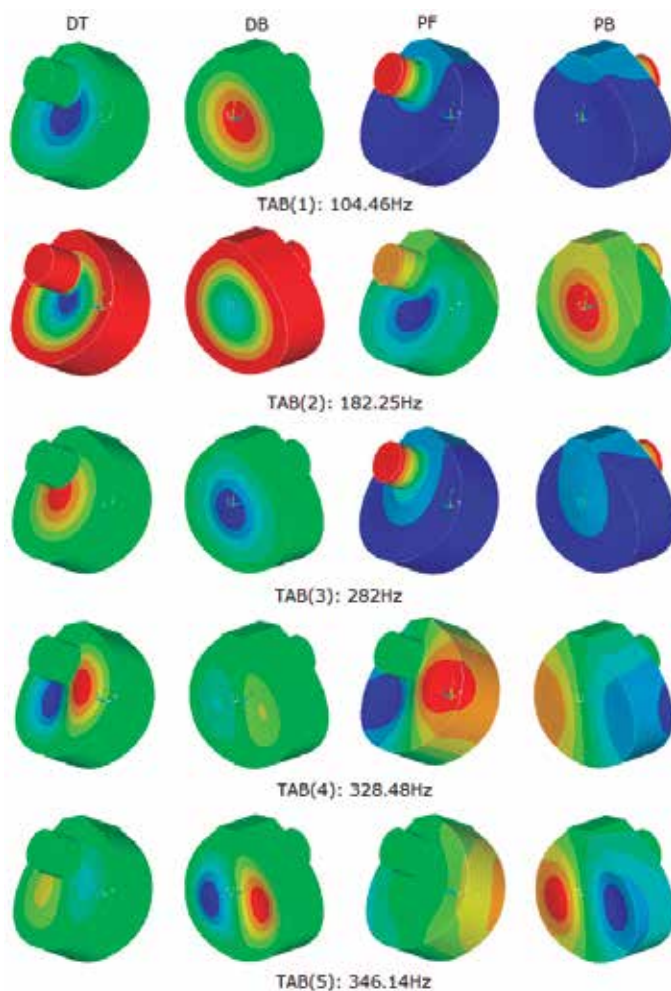 DT DB PF PB
TAB(1): 104.46Hz
TAB(2): 182.25Hz
TAB(3): 282Hz
TAB(4): 328.48Hz
TAB(5): 346.14Hz